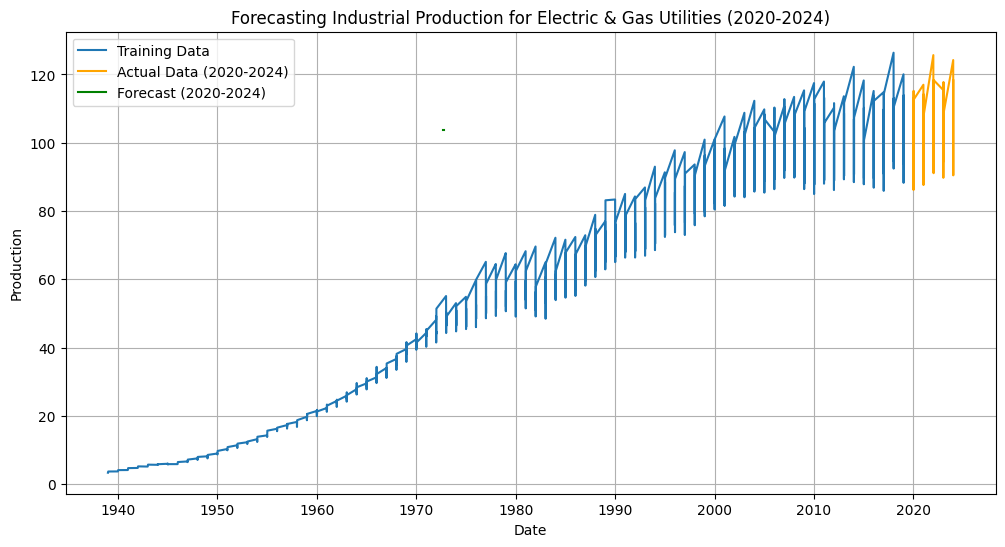 Forecasting Industrial Production for Electric & Gas Utilities (2020-2024)
Training Data
Actual Data (2020-2024)
Forecast (2020-2024)
120
100
80
60
40
20
0
Production
1940 1950 1960 1970 1980 1990 2000 2010 2020
Date